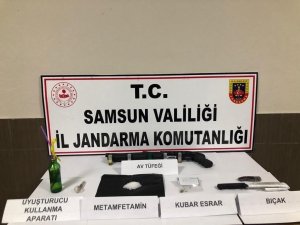 T.C.
SAMSUN VALİLİĞİ
İL JANDARMA KOMUTANLIĞI
AV TÜFEĞİ
UYUŞTURUCU
KULLANMA
APARATI
METAMFETAMİN
KUBAR ESRAR
BIÇAK